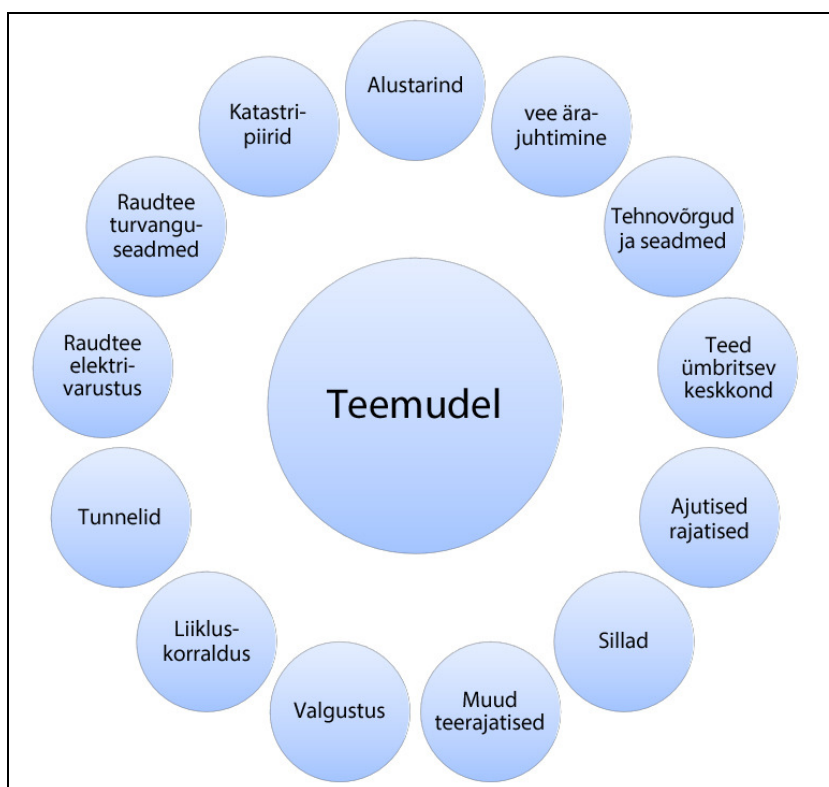 Alustarind
vee ära-
juhtimine
Tehnovõrgud
ja seadmed
Teed
ümbritsev
keskkond
Ajutised
rajatised
Sillad
Muud
teerajatised
Valgustus
Liiklus-
korraldus
Tunnelid
Raudtee
elektri-
varustus
Raudtee
turvangu-
seadmed
Katastri-
piirid
Teemudel